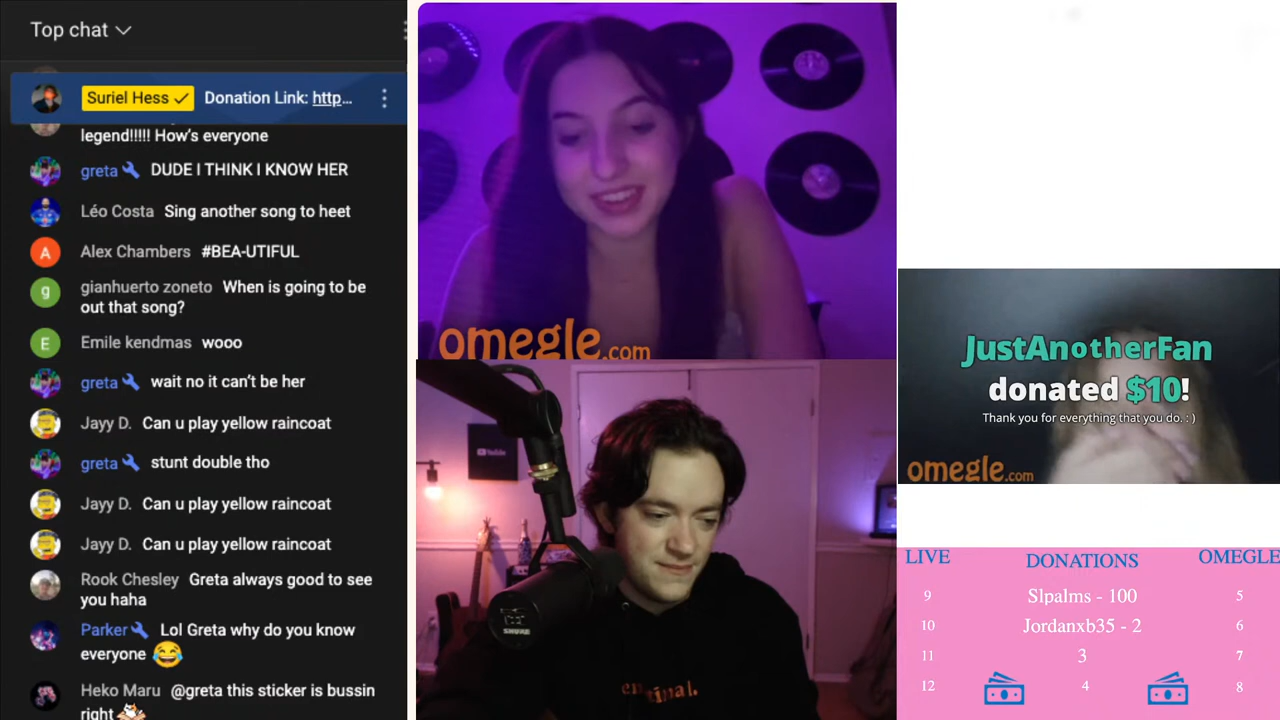 Top chat
Suriel Hess Donation Link: http...
legend!!!!! How's everyone
greta DUDE I THINK I KNOW HER
Léo Costa Sing another song to heet
A
Alex Chambers #BEA-UTIFUL
g
gianhuerto zoneto When is going to be
out that song?
E
Emile kendmas wooo
greta wait no it can't be her
Jayy D. Can u play yellow raincoat
greta stunt double tho
Jayy D. Can u play yellow raincoat
Jayy D. Can u play yellow raincoat
Rook Chesley Greta always good to see
you haha
Parker Lol Greta why do you know
everyone 😂
Heko Maru @greta this sticker is bussin
right
omegle.com
YouTube
SHURE
JustAnotherFan
donated $10!
Thank you for everything that you do. : )
omegle.com
LIVE DONATIONS OMEGLE
9 Slpalms - 100 5
10 Jordanxb35 - 2 6
11 3 7
12 4 8